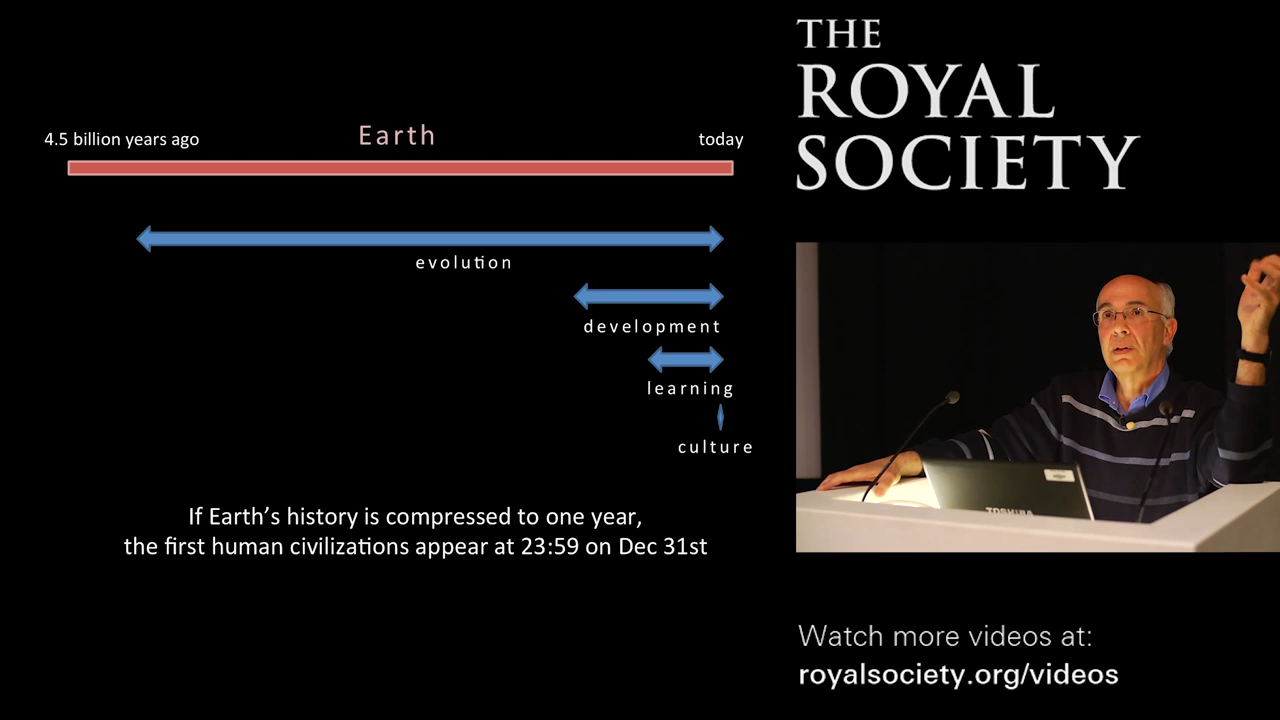 4.5 billion years ago
Earth
today
evolution
development
learning
culture
If Earth’s history is compressed to one year,
the first human civilizations appear at 23:59 on Dec 31st
THE
ROYAL
SOCIETY
TOSHIBA
Watch more videos at:
royalsociety.org/videos